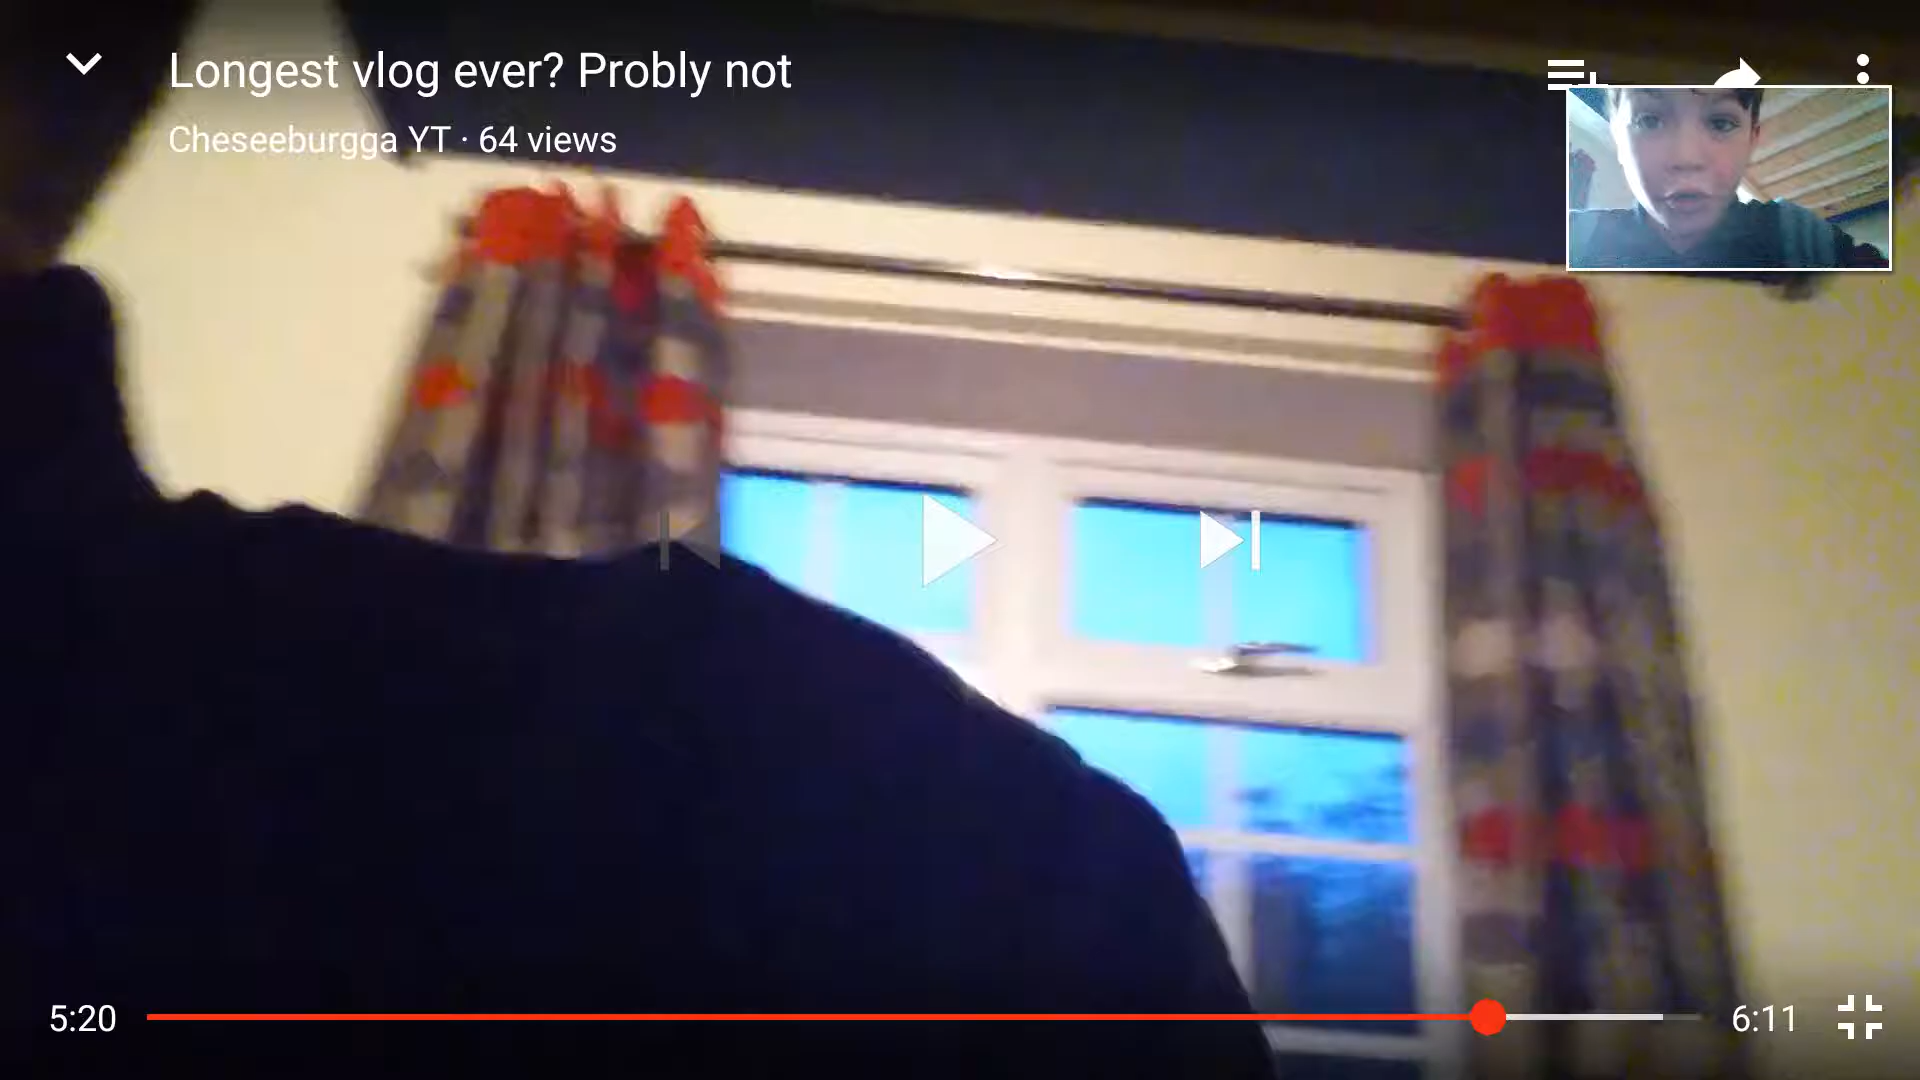 Longest vlog ever? Probly not
Cheseeburgga YT · 64 views
5:20
6:11